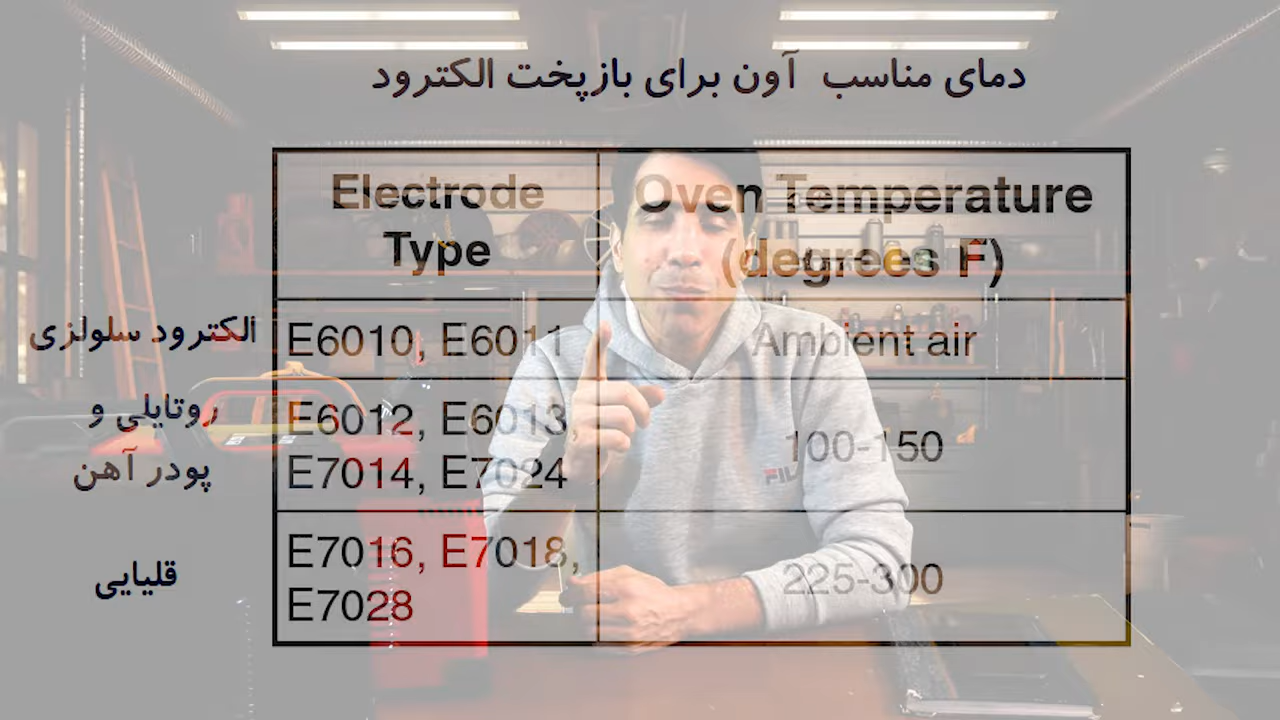 دمای مناسب آون برای بازپخت الکترود
Electrode Type
Oven Temperature (degrees F)
الکترود سلولزی
E6010, E6011
Ambient air
روتایلی و
پودر آهن
E6012, E6013,
E7014, E7024
100-150
FILA
قلیایی
E7016, E7018,
E7028
225-300